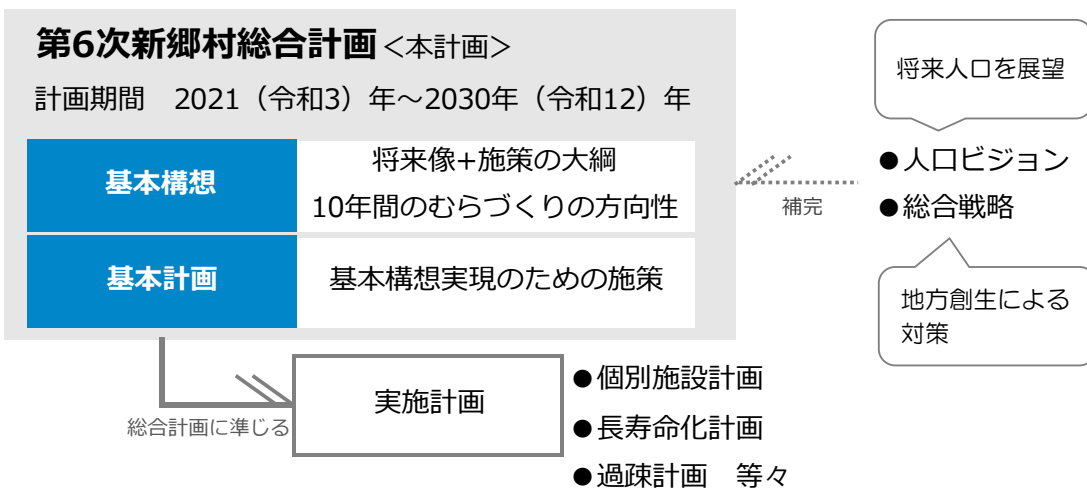 第6次新郷村総合計画＜本計画＞
計画期間　2021（令和3）年～2030年（令和12）年
基本構想
将来像+施策の大綱
10年間のむらづくりの方向性
基本計画
基本構想実現のための施策
補完
将来人口を展望
●人口ビジョン
●総合戦略
地方創生による
対策
総合計画に準じる
実施計画
●個別施設計画
●長寿命化計画
●過疎計画　等々